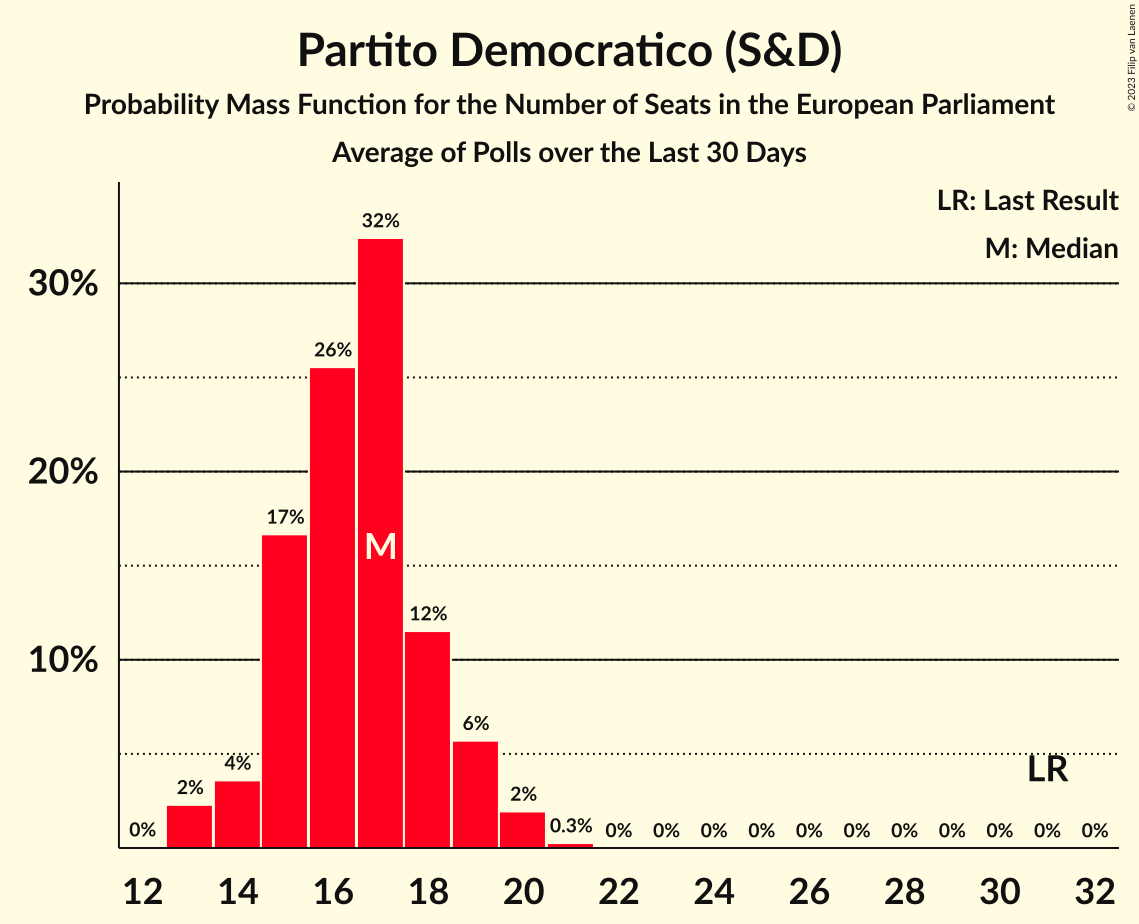 Partito Democratico (S&D)
Probability Mass Function for the Number of Seats in the European Parliament
Average of Polls over the Last 30 Days
© 2023 Filip van Laenen
LR: Last Result
M: Median
30%
20%
10%
0%
2%
4%
17%
26%
32%
12%
6%
2%
0.3%
0%
0%
0%
0%
0%
0%
0%
0%
0%
0%
0%
M
LR
12 14 16 18 20 22 24 26 28 30 32